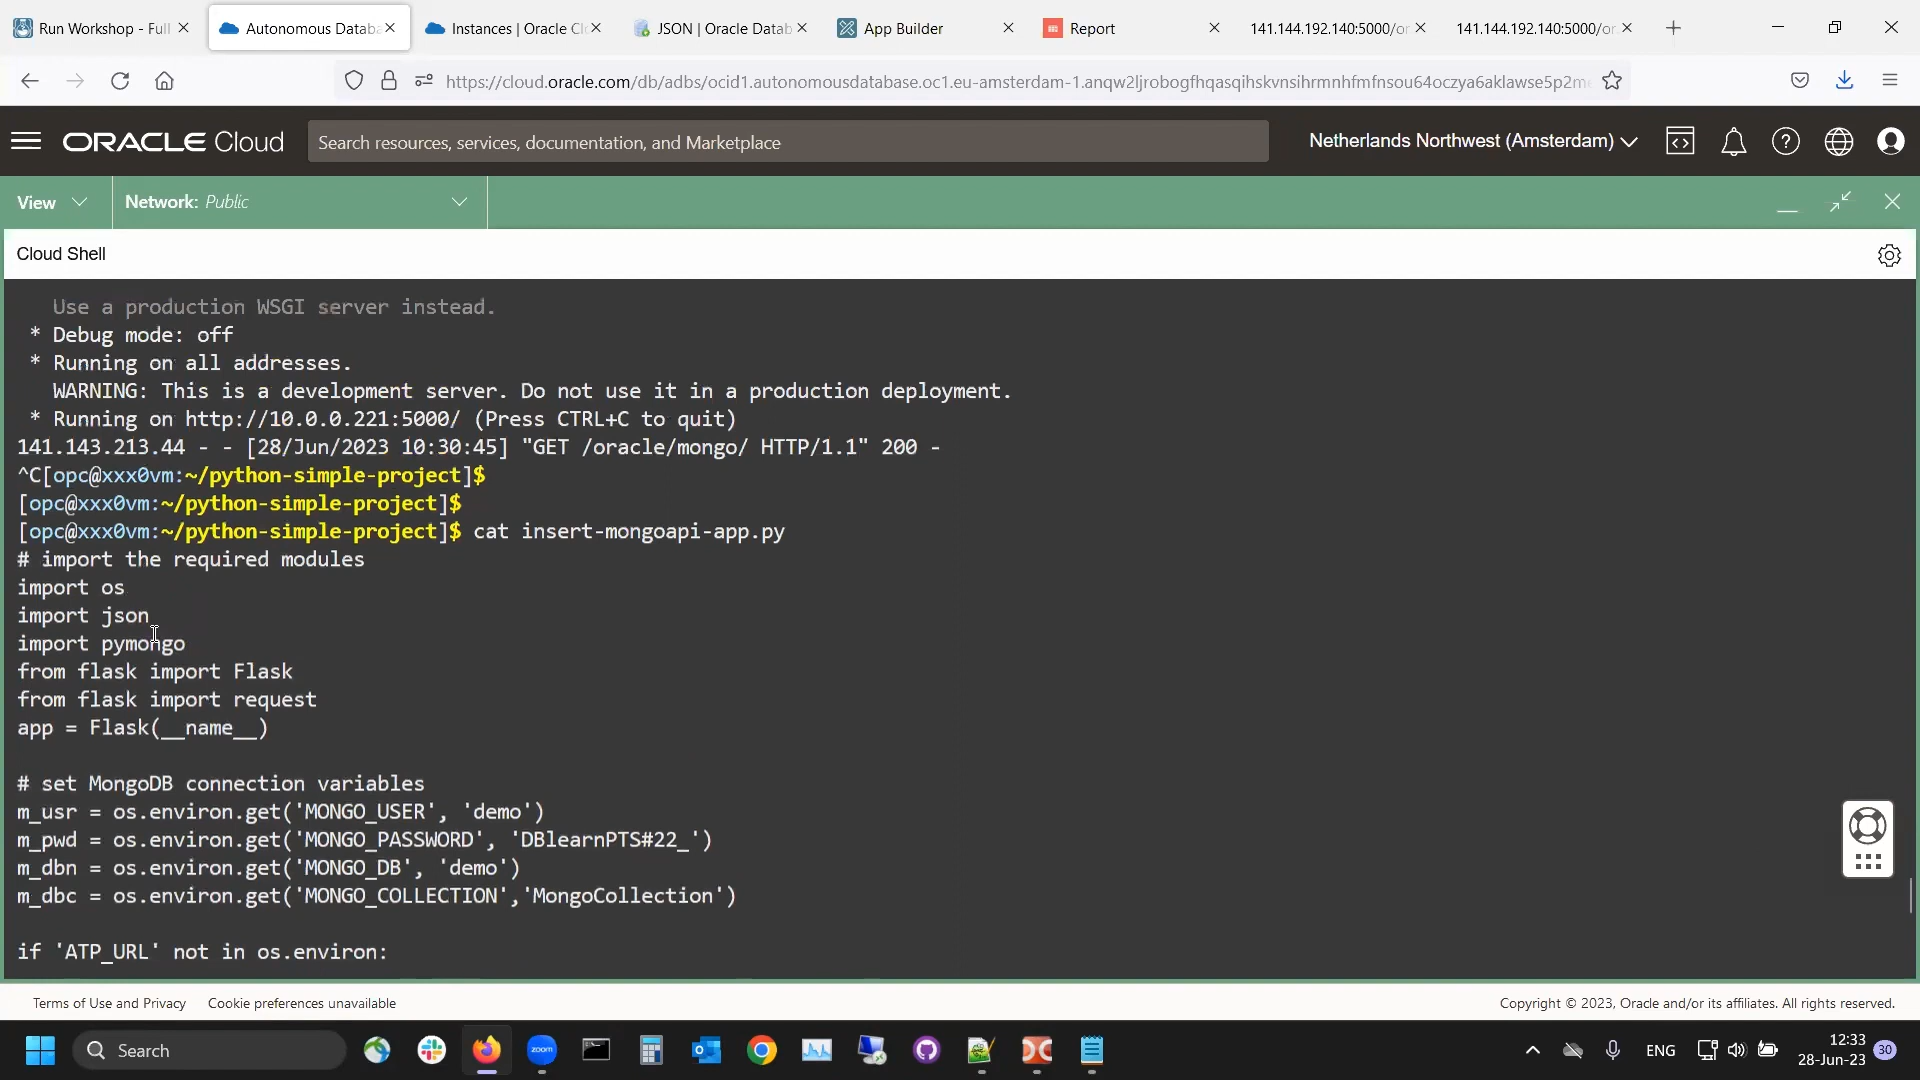 Run Workshop - Full
Autonomous Databa
Instances | Oracle Cl
JSON | Oracle Datab
App Builder
Report
141.144.192.140:5000/or
141.144.192.140:5000/or
https://cloud.oracle.com/db/adbs/ocid1.autonomousdatabase.oc1.eu-amsterdam-1.anqw2ljrobogfhqasqihskvnsihrmnhfmfnsou64oczya6aklawse5p2m
ORACLE Cloud
Search resources, services, documentation, and Marketplace
Netherlands Northwest (Amsterdam)
View
Network: Public
Cloud Shell
Use a production WSGI server instead.
* Debug mode: off
* Running on all addresses.
WARNING: This is a development server. Do not use it in a production deployment.
* Running on http://10.0.0.221:5000/ (Press CTRL+C to quit)
141.143.213.44 - - [28/Jun/2023 10:30:45] "GET /oracle/mongo/ HTTP/1.1" 200 -
^C[opc@xxx0vm:~/python-simple-project]$
[opc@xxx0vm:~/python-simple-project]$
[opc@xxx0vm:~/python-simple-project]$ cat insert-mongoapi-app.py
# import the required modules
import os
import json
import pymongo
from flask import Flask
from flask import request
app = Flask(__name__)
# set MongoDB connection variables
m_usr = os.environ.get('MONGO_USER', 'demo')
m_pwd = os.environ.get('MONGO_PASSWORD', 'DBlearnPTS#22_')
m_dbn = os.environ.get('MONGO_DB', 'demo')
m_dbc = os.environ.get('MONGO_COLLECTION','MongoCollection')
if 'ATP_URL' not in os.environ:
Terms of Use and Privacy
Cookie preferences unavailable
Copyright © 2023, Oracle and/or its affiliates. All rights reserved.
Search
zoom
ENG
12:33
28-Jun-23
30